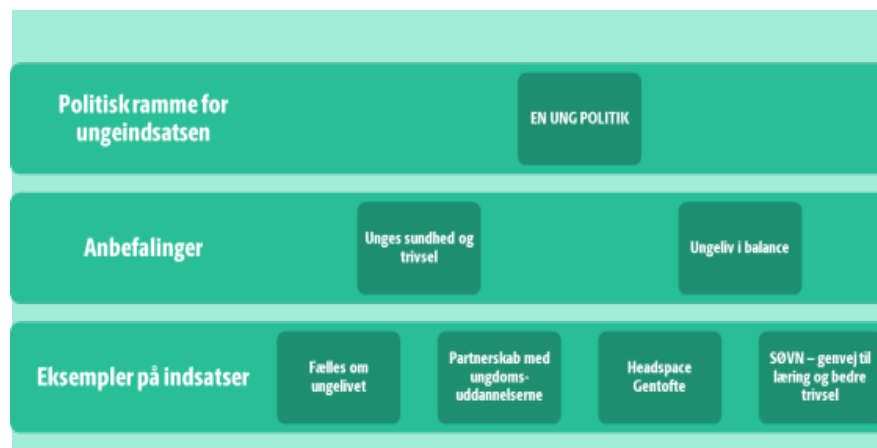 Politisk ramme for
ungeindsatsen
EN UNG POLITIK
Anbefalinger
Unges sundhed og
trivsel
Ungeliv i balance
Eksempler på indsatser
Fælles om
ungelivet
Partnerskab med
ungdoms-
uddannelserne
Headspace
Gentofte
SØVN – genvej til
læring og bedre
trivsel